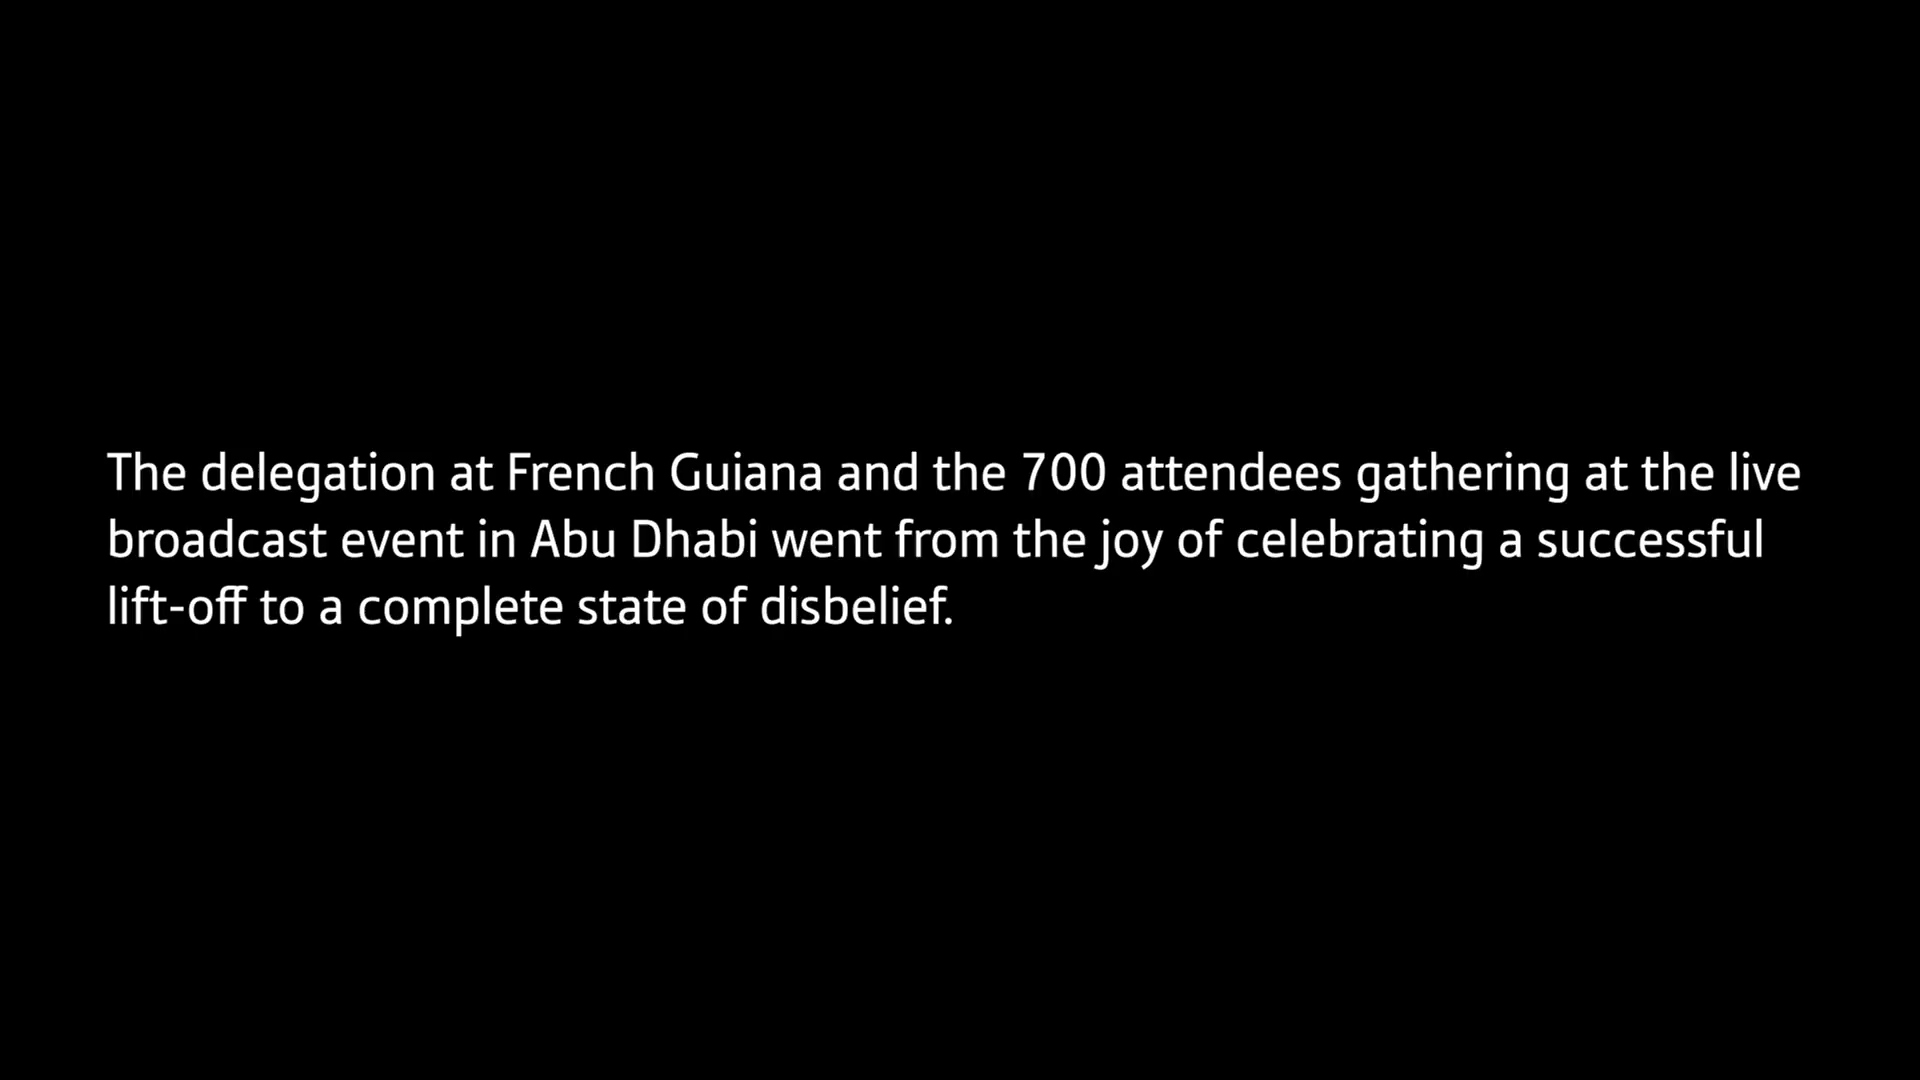 The delegation at French Guiana and the 700 attendees gathering at the live
broadcast event in Abu Dhabi went from the joy of celebrating a successful
lift-off to a complete state of disbelief.